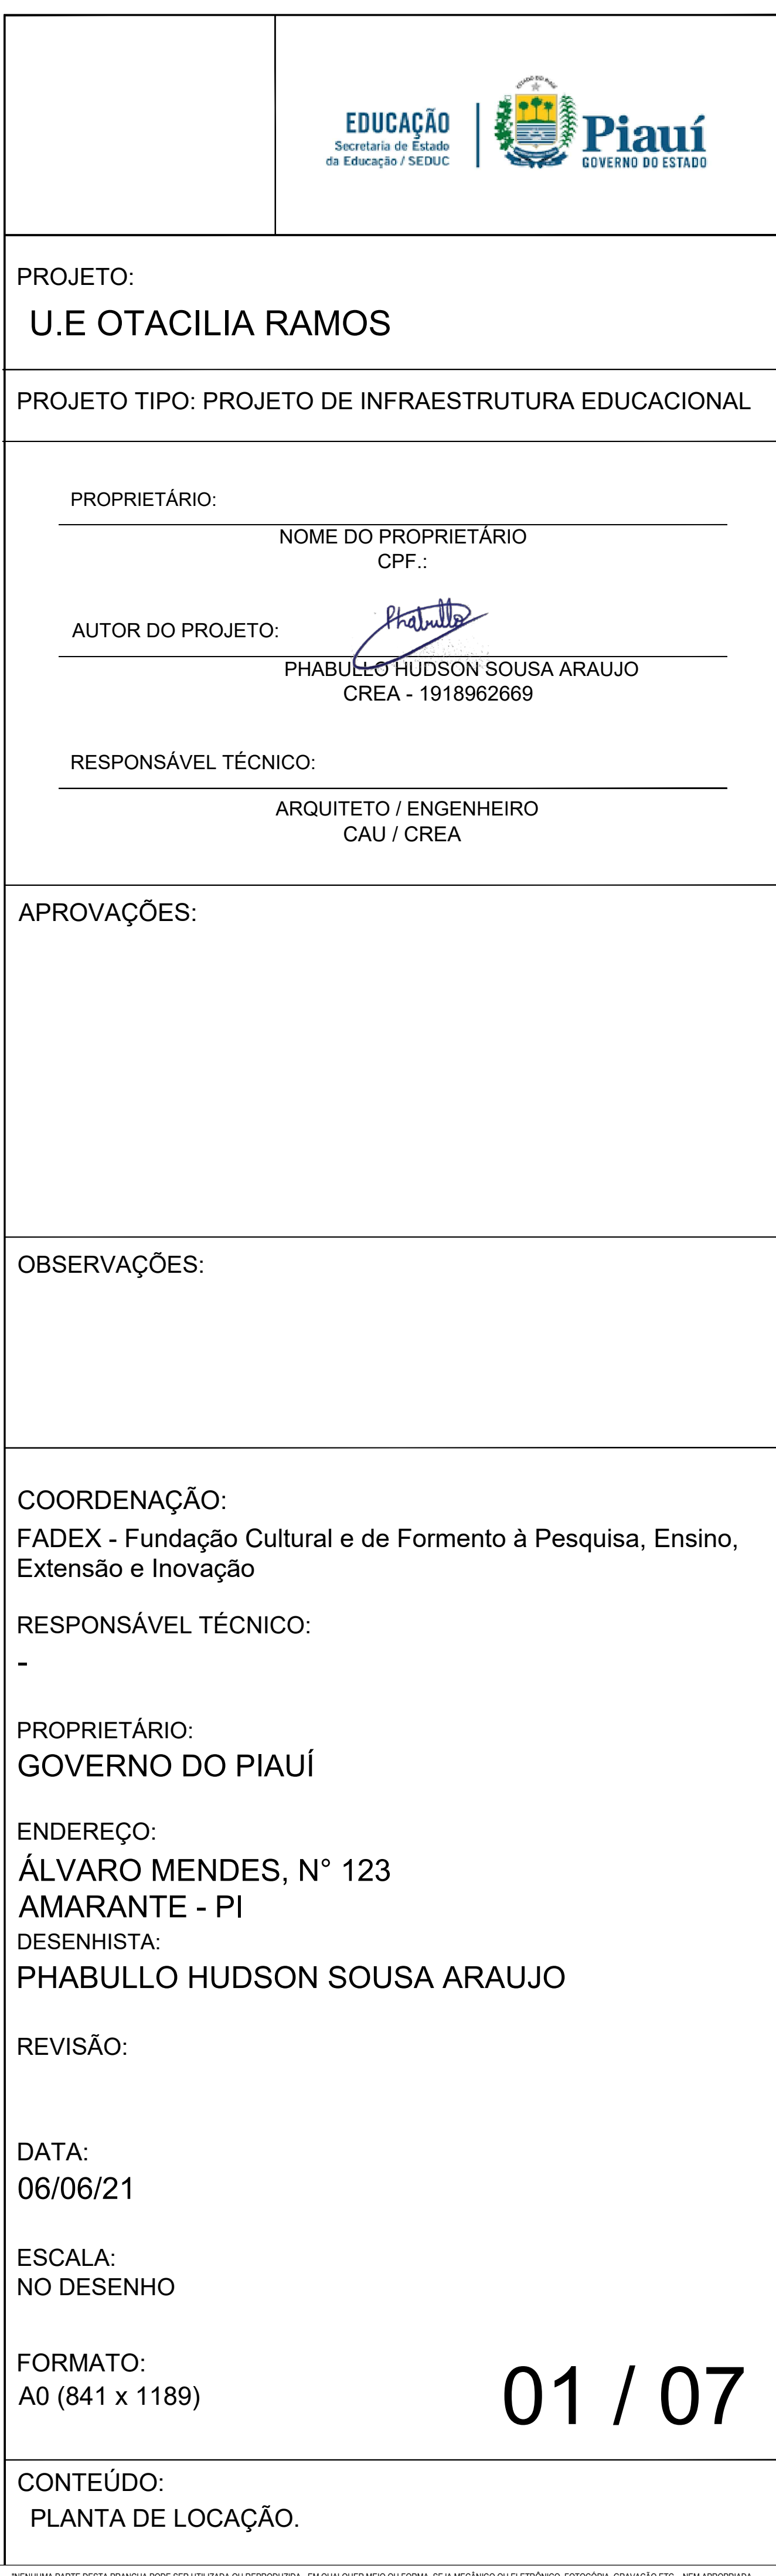 ESTADO DO PIAUÍ
EDUCAÇÃO
Secretaria de Estado
da Educação / SEDUC
Piauí
GOVERNO DO ESTADO
PROJETO:
U.E OTACILIA RAMOS
PROJETO TIPO: PROJETO DE INFRAESTRUTURA EDUCACIONAL
PROPRIETÁRIO:
NOME DO PROPRIETÁRIO
CPF.:
Phabullo
AUTOR DO PROJETO:
PHABULLO HUDSON SOUSA ARAUJO
CREA - 1918962669
RESPONSÁVEL TÉCNICO:
ARQUITETO / ENGENHEIRO
CAU / CREA
APROVAÇÕES:
OBSERVAÇÕES:
COORDENAÇÃO:
FADEX - Fundação Cultural e de Formento à Pesquisa, Ensino,
Extensão e Inovação
RESPONSÁVEL TÉCNICO:
-
PROPRIETÁRIO:
GOVERNO DO PIAUÍ
ENDEREÇO:
ÁLVARO MENDES, N° 123
AMARANTE - PI
DESENHISTA:
PHABULLO HUDSON SOUSA ARAUJO
REVISÃO:
DATA:
06/06/21
ESCALA:
NO DESENHO
FORMATO:
A0 (841 x 1189)
01 / 07
CONTEÚDO:
PLANTA DE LOCAÇÃO.